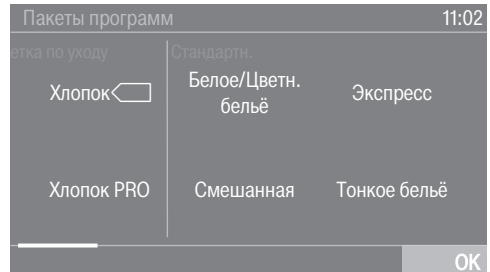 Пакеты программ 11:02
етка по уходу Стандартн.
Хлопок Белое/Цветн. бельё Экспресс
Хлопок PRO Смешанная Тонкое бельё
OK